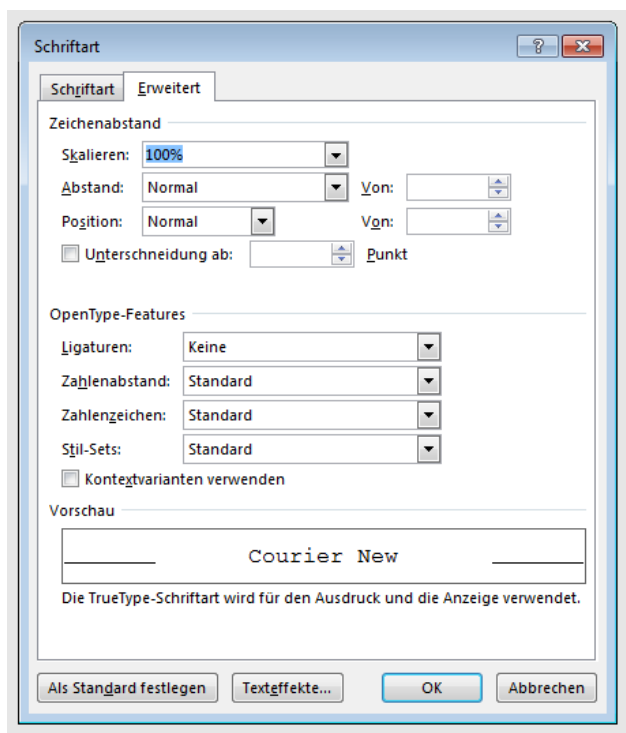 Schriftart
Schriftart Erweitert
Zeichenabstand
Skalieren: 100%
Abstand: Normal Von:
Position: Normal Von:
Unterschneidung ab: Punkt
OpenType-Features
Ligaturen: Keine
Zahlenabstand: Standard
Zahlenzeichen: Standard
Stil-Sets: Standard
Kontextvarianten verwenden
Vorschau
Courier New
Die TrueType-Schriftart wird für den Ausdruck und die Anzeige verwendet.
Als Standard festlegen Texteffekte... OK Abbrechen